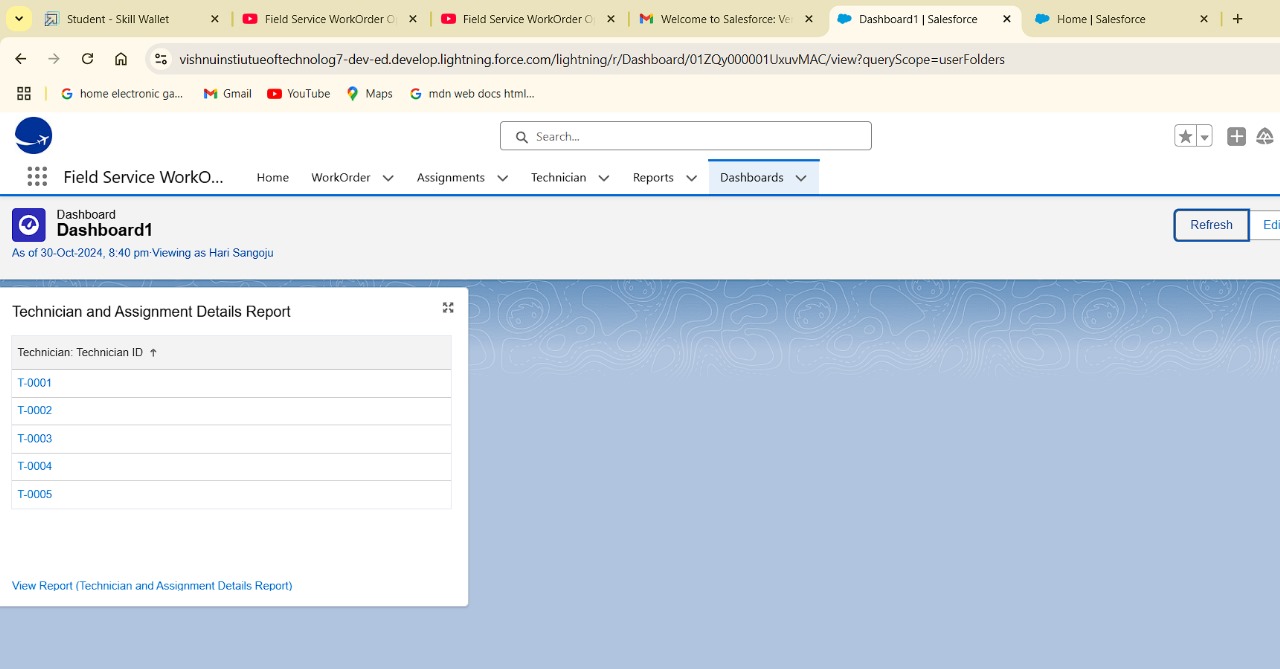 Student - Skill Wallet
Field Service WorkOrder O
Field Service WorkOrder O
Welcome to Salesforce: Ve
Dashboard1 | Salesforce
Home | Salesforce
vishnuinstiutueoftechnolog7-dev-ed.develop.lightning.force.com/lightning/r/Dashboard/01ZQy000001UxuvMAC/view?queryScope=userFolders
home electronic ga...
Gmail
YouTube
Maps
mdn web docs html...
Search...
Field Service WorkO...
Home
WorkOrder
Assignments
Technician
Reports
Dashboards
Dashboard
Dashboard1
As of 30-Oct-2024, 8:40 pm·Viewing as Hari Sangoju
Refresh
Edi
Technician and Assignment Details Report
Technician: Technician ID ↑
T-0001
T-0002
T-0003
T-0004
T-0005
View Report (Technician and Assignment Details Report)